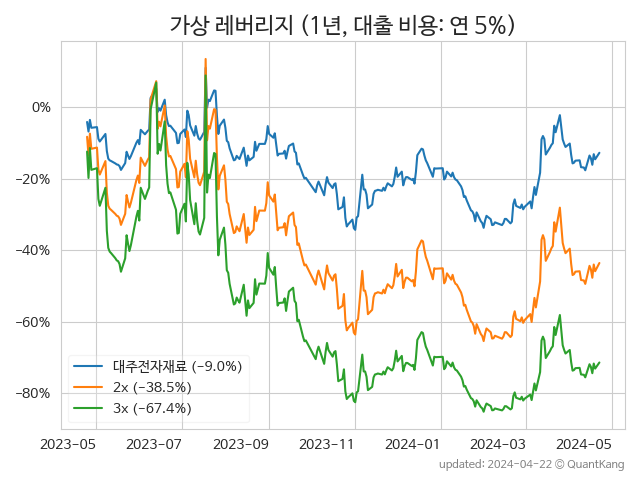 가상 레버리지 (1년, 대출 비용: 연 5%)
0%
−20%
−40%
−60%
−80%
대주전자재료 (−9.0%)
2x (−38.5%)
3x (−67.4%)
2023-05 2023-07 2023-09 2023-11 2024-01 2024-03 2024-05
updated: 2024-04-22 © QuantKang